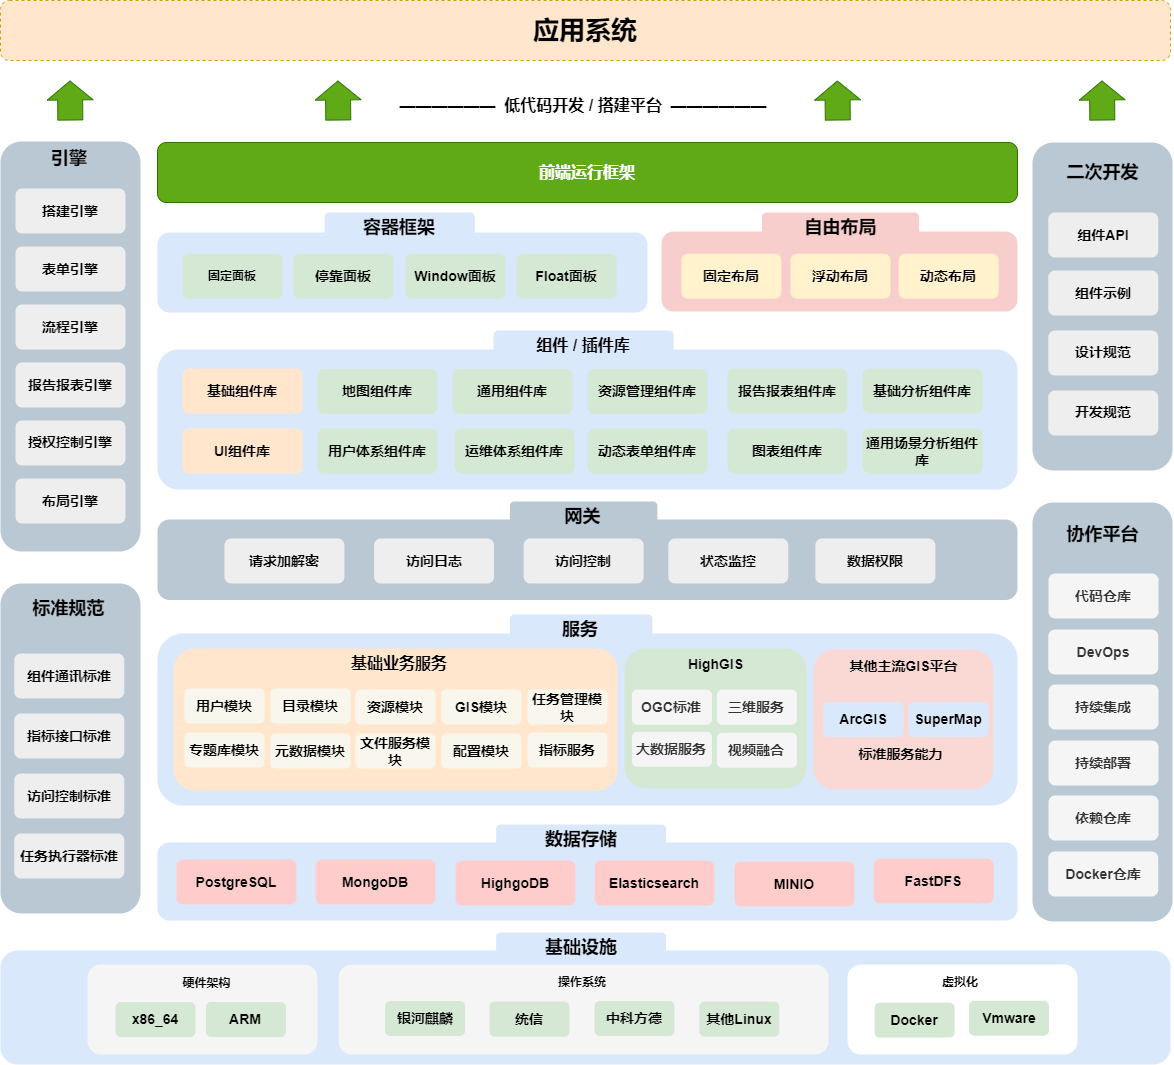 应用系统
—————— 低代码开发 / 搭建平台 ——————
引擎
搭建引擎
表单引擎
流程引擎
报告报表引擎
授权控制引擎
布局引擎
标准规范
组件通讯标准
指标接口标准
访问控制标准
任务执行器标准
前端运行框架
容器框架
固定面板
停靠面板
Window面板
Float面板
自由布局
固定布局
浮动布局
动态布局
组件 / 插件库
基础组件库
地图组件库
通用组件库
资源管理组件库
报告报表组件库
基础分析组件库
UI组件库
用户体系组件库
运维体系组件库
动态表单组件库
图表组件库
通用场景分析组件
库
网关
请求加解密
访问日志
访问控制
状态监控
数据权限
服务
基础业务服务
用户模块
目录模块
资源模块
GIS模块
任务管理模
块
专题库模块
元数据模块
文件服务模
块
配置模块
指标服务
HighGIS
OGC标准
三维服务
大数据服务
视频融合
其他主流GIS平台
ArcGIS
SuperMap
标准服务能力
数据存储
PostgreSQL
MongoDB
HighgoDB
Elasticsearch
MINIO
FastDFS
二次开发
组件API
组件示例
设计规范
开发规范
协作平台
代码仓库
DevOps
持续集成
持续部署
依赖仓库
Docker仓库
基础设施
硬件架构
x86_64
ARM
操作系统
银河麒麟
统信
中科方德
其他Linux
虚拟化
Docker
Vmware